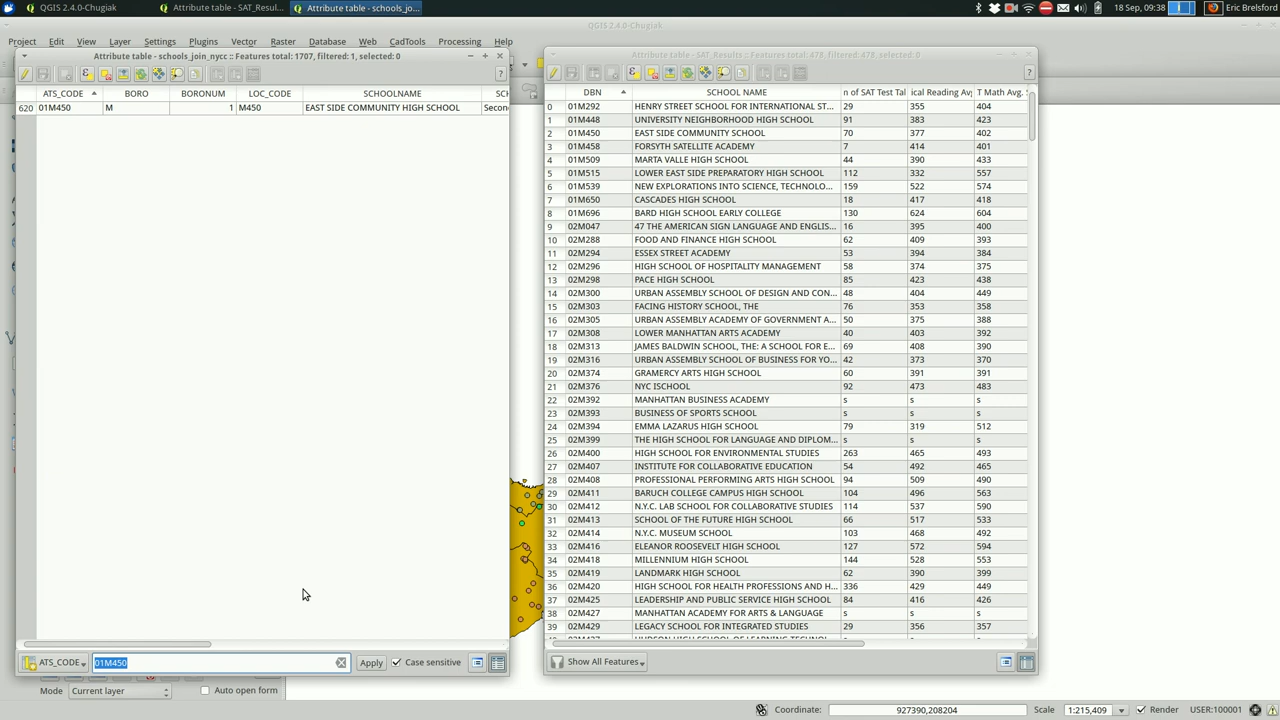 QGIS 2.4.0-Chugiak
Attribute table - SAT_Resul...
Attribute table - schools_jo...
18 Sep, 09:38
Eric Brelsford
QGIS 2.4.0-Chugiak
Project Edit View Layer Settings Plugins Vector Raster Database Web CadTools Processing Help
Attribute table - schools_join_nycc :: Features total: 1707, filtered: 1, selected: 0
?
ATS_CODE BORO BORONUM LOC_CODE SCHOOLNAME SCH
620 01M450 M 1 M450 EAST SIDE COMMUNITY HIGH SCHOOL Second
ATS_CODE 01M450 Apply Case sensitive
Mode Current layer Auto open form
Attribute table - SAT_Results :: Features total: 478, filtered: 478, selected: 0
?
DBN SCHOOL NAME n of SAT Test Tal ical Reading Avg T Math Avg. S
0 01M292 HENRY STREET SCHOOL FOR INTERNATIONAL ST... 29 355 404
1 01M448 UNIVERSITY NEIGHBORHOOD HIGH SCHOOL 91 383 423
2 01M450 EAST SIDE COMMUNITY SCHOOL 70 377 402
3 01M458 FORSYTH SATELLITE ACADEMY 7 414 401
4 01M509 MARTA VALLE HIGH SCHOOL 44 390 433
5 01M515 LOWER EAST SIDE PREPARATORY HIGH SCHOOL 112 332 557
6 01M539 NEW EXPLORATIONS INTO SCIENCE, TECHNOLO... 159 522 574
7 01M650 CASCADES HIGH SCHOOL 18 417 418
8 01M696 BARD HIGH SCHOOL EARLY COLLEGE 130 624 604
9 02M047 47 THE AMERICAN SIGN LANGUAGE AND ENGLIS... 16 395 400
10 02M288 FOOD AND FINANCE HIGH SCHOOL 62 409 393
11 02M294 ESSEX STREET ACADEMY 53 394 384
12 02M296 HIGH SCHOOL OF HOSPITALITY MANAGEMENT 58 374 375
13 02M298 PACE HIGH SCHOOL 85 423 438
14 02M300 URBAN ASSEMBLY SCHOOL OF DESIGN AND CON... 48 404 449
15 02M303 FACING HISTORY SCHOOL, THE 76 353 358
16 02M305 URBAN ASSEMBLY ACADEMY OF GOVERNMENT A... 50 375 388
17 02M308 LOWER MANHATTAN ARTS ACADEMY 40 403 392
18 02M313 JAMES BALDWIN SCHOOL, THE: A SCHOOL FOR E... 69 408 390
19 02M316 URBAN ASSEMBLY SCHOOL OF BUSINESS FOR YO... 42 373 370
20 02M374 GRAMERCY ARTS HIGH SCHOOL 60 391 391
21 02M376 NYC ISCHOOL 92 473 483
22 02M392 MANHATTAN BUSINESS ACADEMY s s s
23 02M393 BUSINESS OF SPORTS SCHOOL s s s
24 02M394 EMMA LAZARUS HIGH SCHOOL 79 319 512
25 02M399 THE HIGH SCHOOL FOR LANGUAGE AND DIPLOM... s s s
26 02M400 HIGH SCHOOL FOR ENVIRONMENTAL STUDIES 263 465 493
27 02M407 INSTITUTE FOR COLLABORATIVE EDUCATION 54 492 465
28 02M408 PROFESSIONAL PERFORMING ARTS HIGH SCHOOL 94 509 490
29 02M411 BARUCH COLLEGE CAMPUS HIGH SCHOOL 104 496 563
30 02M412 N.Y.C. LAB SCHOOL FOR COLLABORATIVE STUDIES 114 537 590
31 02M413 SCHOOL OF THE FUTURE HIGH SCHOOL 66 517 533
32 02M414 N.Y.C. MUSEUM SCHOOL 103 468 492
33 02M416 ELEANOR ROOSEVELT HIGH SCHOOL 127 572 594
34 02M418 MILLENNIUM HIGH SCHOOL 144 528 553
35 02M419 LANDMARK HIGH SCHOOL 62 390 399
36 02M420 HIGH SCHOOL FOR HEALTH PROFESSIONS AND H... 336 429 449
37 02M425 LEADERSHIP AND PUBLIC SERVICE HIGH SCHOOL 84 416 426
38 02M427 MANHATTAN ACADEMY FOR ARTS & LANGUAGE s s s
39 02M429 LEGACY SCHOOL FOR INTEGRATED STUDIES 29 356 357
Show All Features
Coordinate: 927390,208204 Scale 1:215,409 Render USER:100001